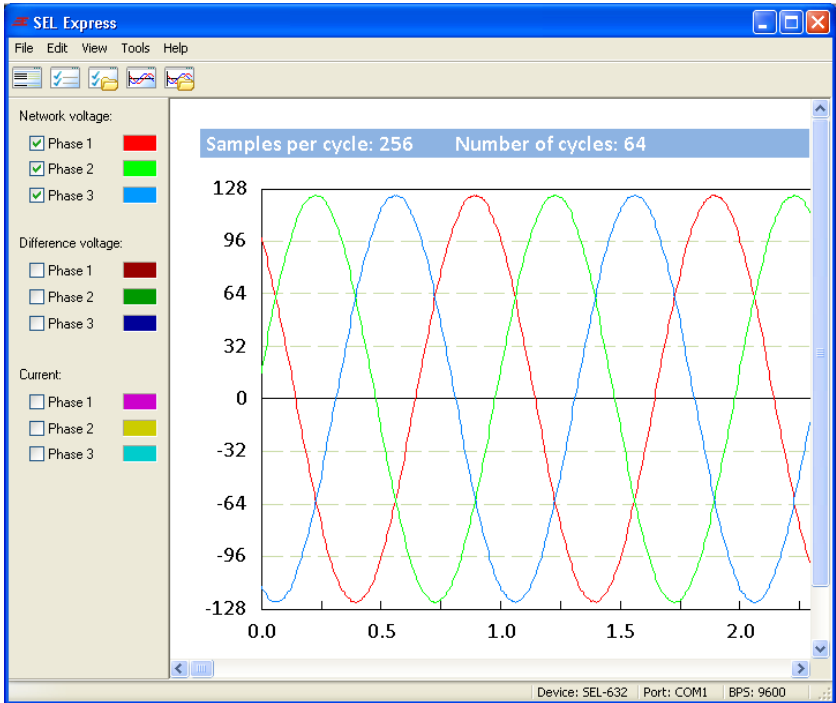 SEL Express
File Edit View Tools Help
Network voltage:
Phase 1
Phase 2
Phase 3
Difference voltage:
Phase 1
Phase 2
Phase 3
Current:
Phase 1
Phase 2
Phase 3
Samples per cycle: 256 Number of cycles: 64
128
96
64
32
0
-32
-64
-96
-128
0.0 0.5 1.0 1.5 2.0
Device: SEL-632 Port: COM1 BPS: 9600